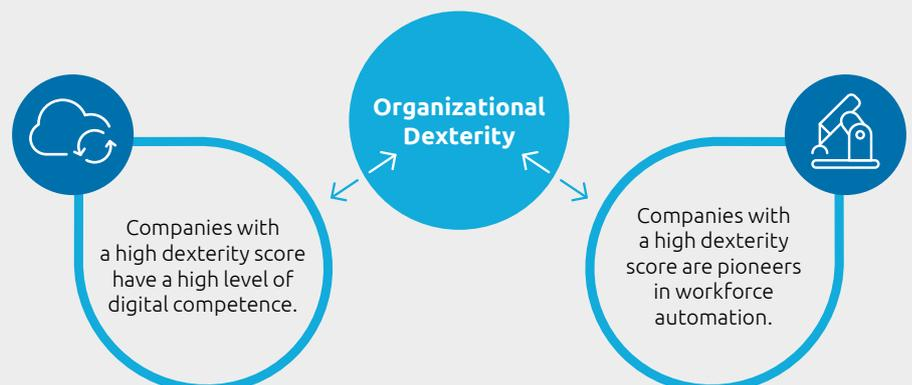 Organizational
Dexterity
Companies with
a high dexterity score
have a high level of
digital competence.
Companies with
a high dexterity
score are pioneers
in workforce
automation.